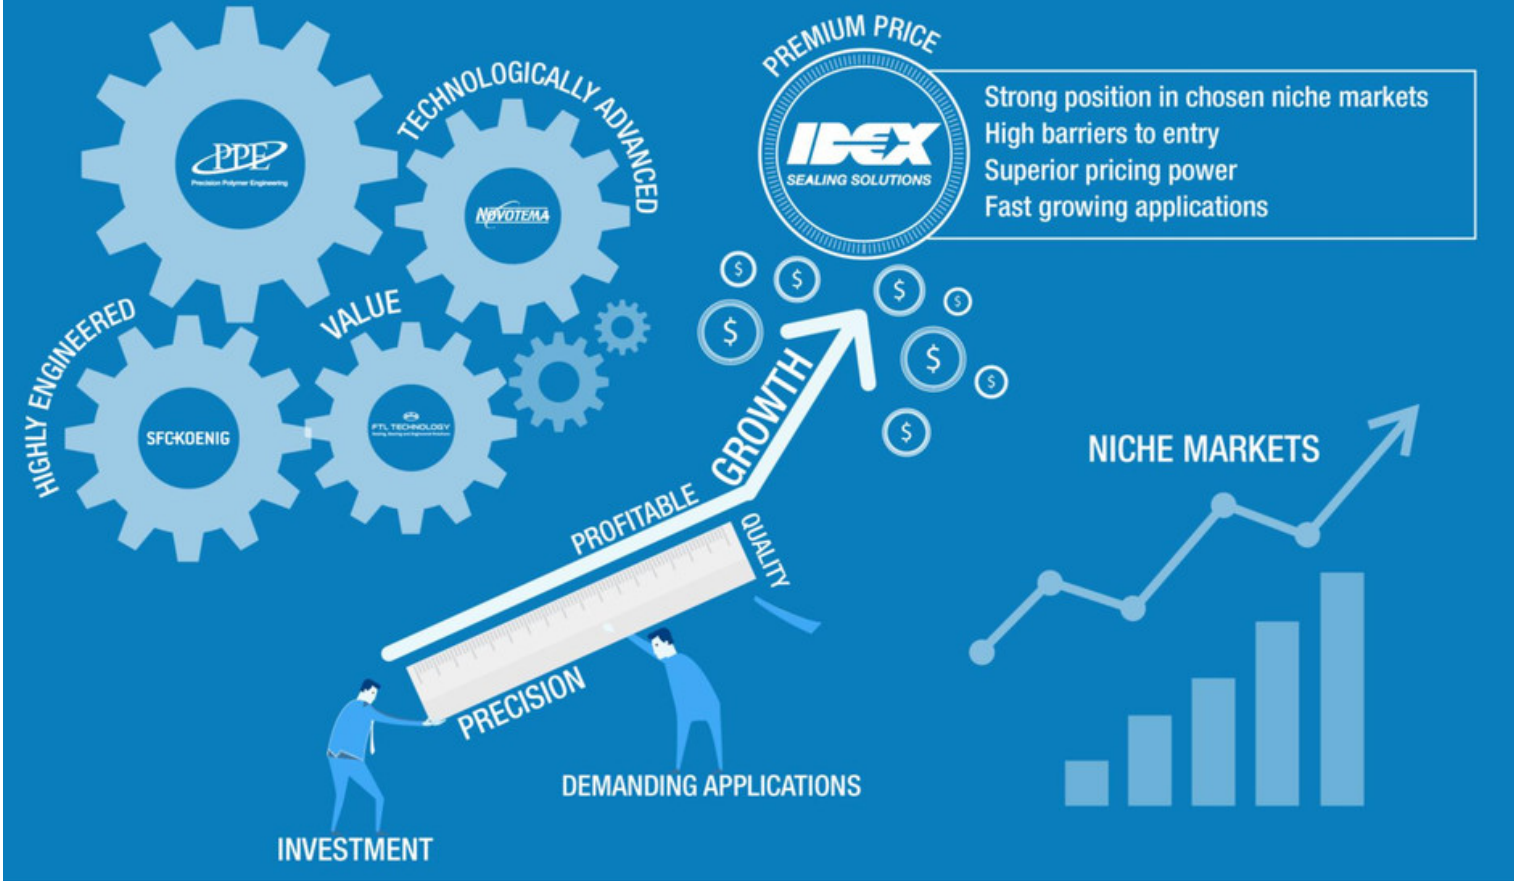 PPE
Precision Polymer Engineering
TECHNOLOGICALLY ADVANCED
NOVOTEMA
HIGHLY ENGINEERED
SFC KOENIG
VALUE
FTL TECHNOLOGY
PREMIUM PRICE
IDEX
SEALING SOLUTIONS
Strong position in chosen niche markets
High barriers to entry
Superior pricing power
Fast growing applications
$
$
$
$
$
$
$
$
GROWTH
PROFITABLE
QUALITY
PRECISION
NICHE MARKETS
DEMANDING APPLICATIONS
INVESTMENT